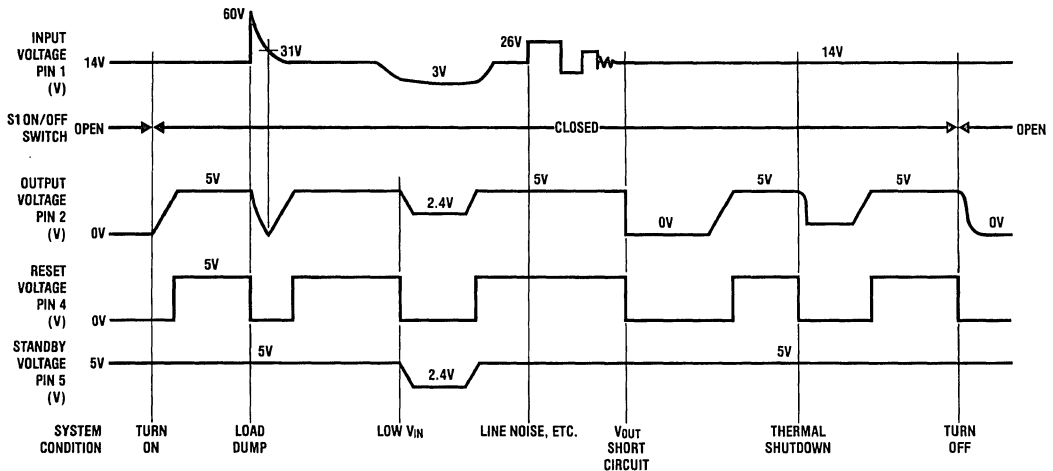 60V
INPUT
VOLTAGE
PIN 1
(V)
14V
31V
3V
26V
14V
S1 ON/OFF
SWITCH
OPEN
CLOSED
OPEN
OUTPUT
VOLTAGE
PIN 2
(V)
0V
5V
2.4V
5V
0V
5V
5V
0V
RESET
VOLTAGE
PIN 4
(V)
0V
5V
STANDBY
VOLTAGE
PIN 5
(V)
5V
5V
2.4V
5V
SYSTEM
CONDITION
TURN
ON
LOAD
DUMP
LOW VIN
LINE NOISE, ETC.
VOUT
SHORT
CIRCUIT
THERMAL
SHUTDOWN
TURN
OFF